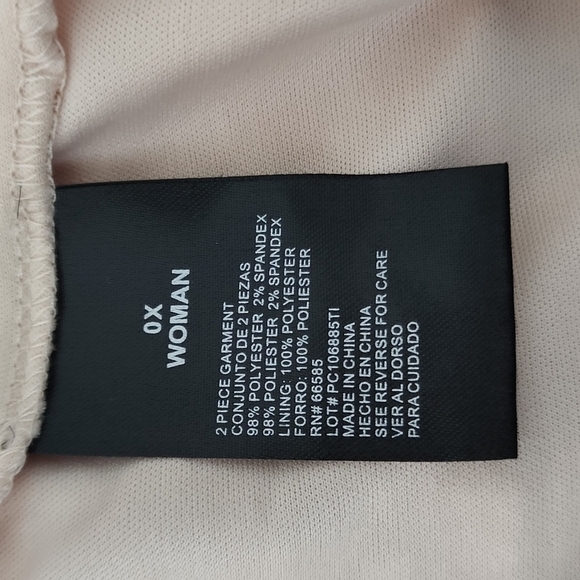 0X
WOMAN
2 PIECE GARMENT
CONJUNTO DE 2 PIEZAS
98% POLYESTER 2% SPANDEX
98% POLIESTER 2% SPANDEX
LINING: 100% POLYESTER
FORRO: 100% POLIESTER
RN# 66585
LOT# PC106885TI
MADE IN CHINA
HECHO EN CHINA
SEE REVERSE FOR CARE
VER AL DORSO
PARA CUIDADO